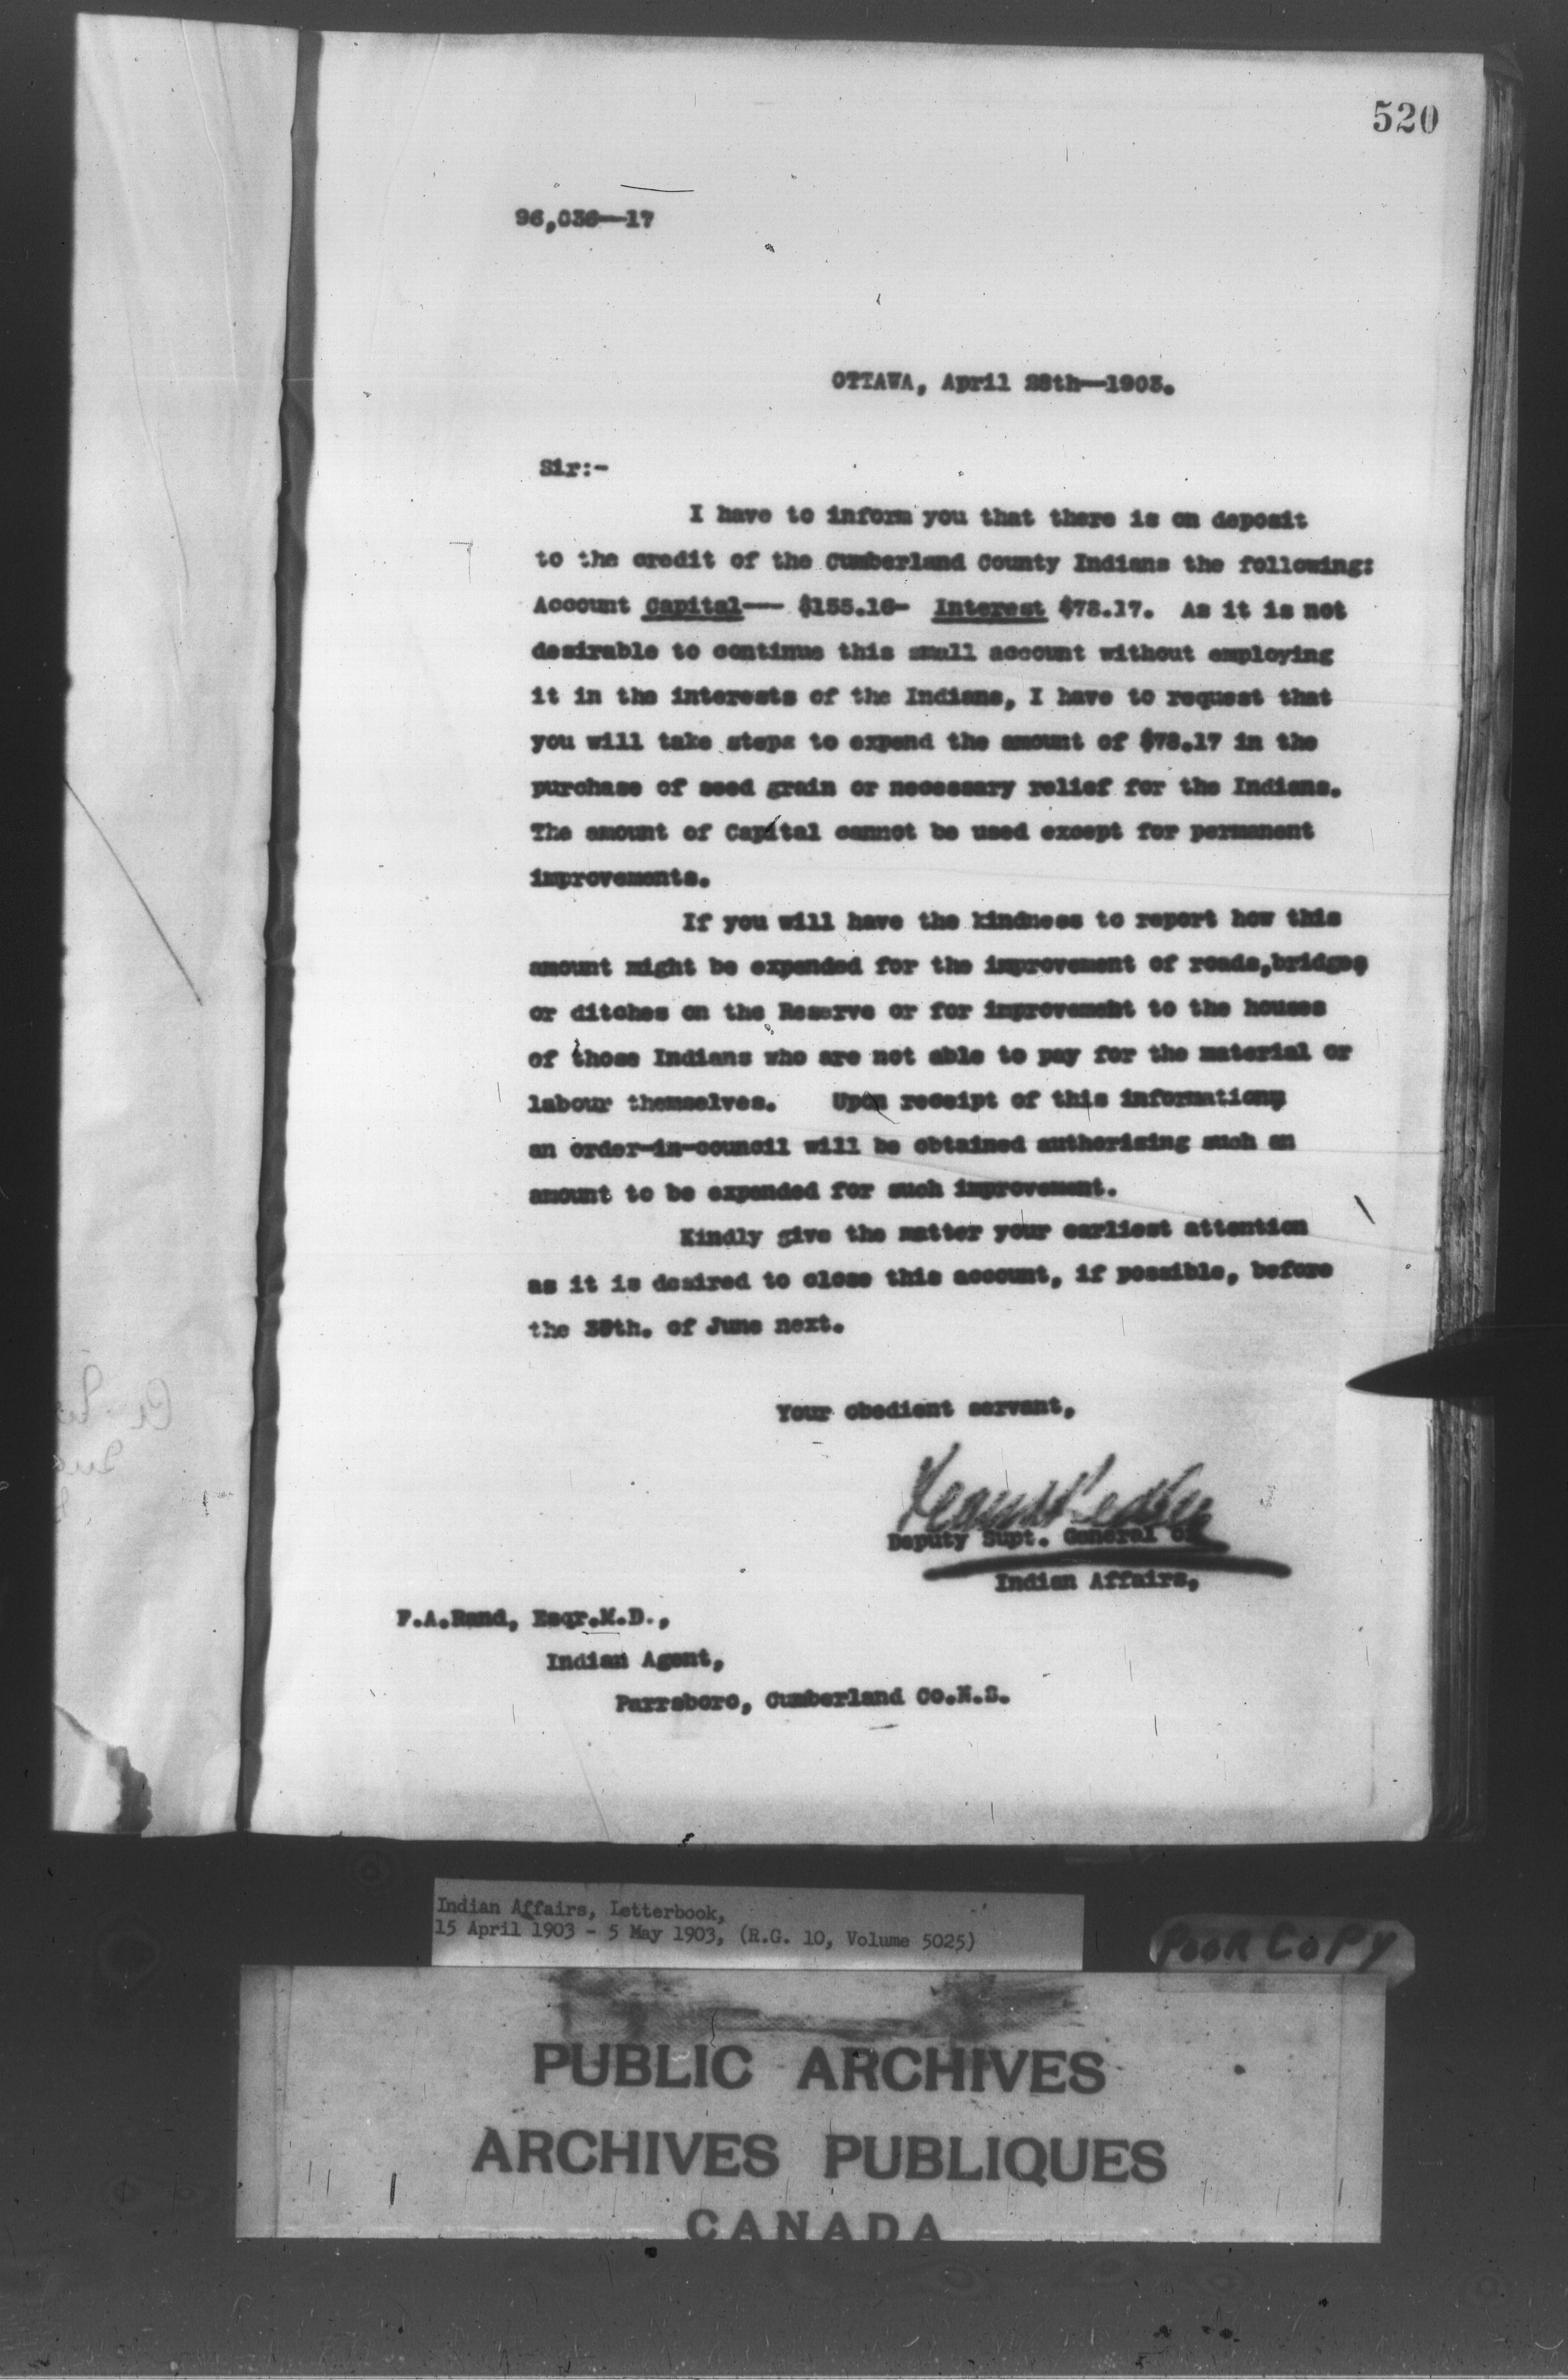 520
96,036—17
OTTAWA, April 28th—1903.
Sir:-
I have to inform you that there is on deposit
to the credit of the Cumberland County Indians the following:
Account Capital--- $155.16- Interest $78.17. As it is not
desirable to continue this small account without employing
it in the interests of the Indians, I have to request that
you will take steps to expend the amount of $78.17 in the
purchase of seed grain or necessary relief for the Indians.
The amount of Capital cannot be used except for permanent
improvements.
If you will have the kindness to report how this
amount might be expended for the improvement of roads,bridges
or ditches on the Reserve or for improvement to the houses
of those Indians who are not able to pay for the material or
labour themselves. Upon receipt of this information,
an order-in-council will be obtained authorizing such an
amount to be expended for such improvement.
Kindly give the matter your earliest attention
as it is desired to close this account, if possible, before
the 30th. of June next.
Your obedient servant,
Deputy Supt. General of
Indian Affairs,
F.A.Rand, Esqr.M.D.,
Indian Agent,
Parrsboro, Cumberland Co.N.S.
Indian Affairs, Letterbook,
15 April 1903 - 5 May 1903, (R.G. 10, Volume 5025)
POOR COPY
PUBLIC ARCHIVES
ARCHIVES PUBLIQUES
CANADA